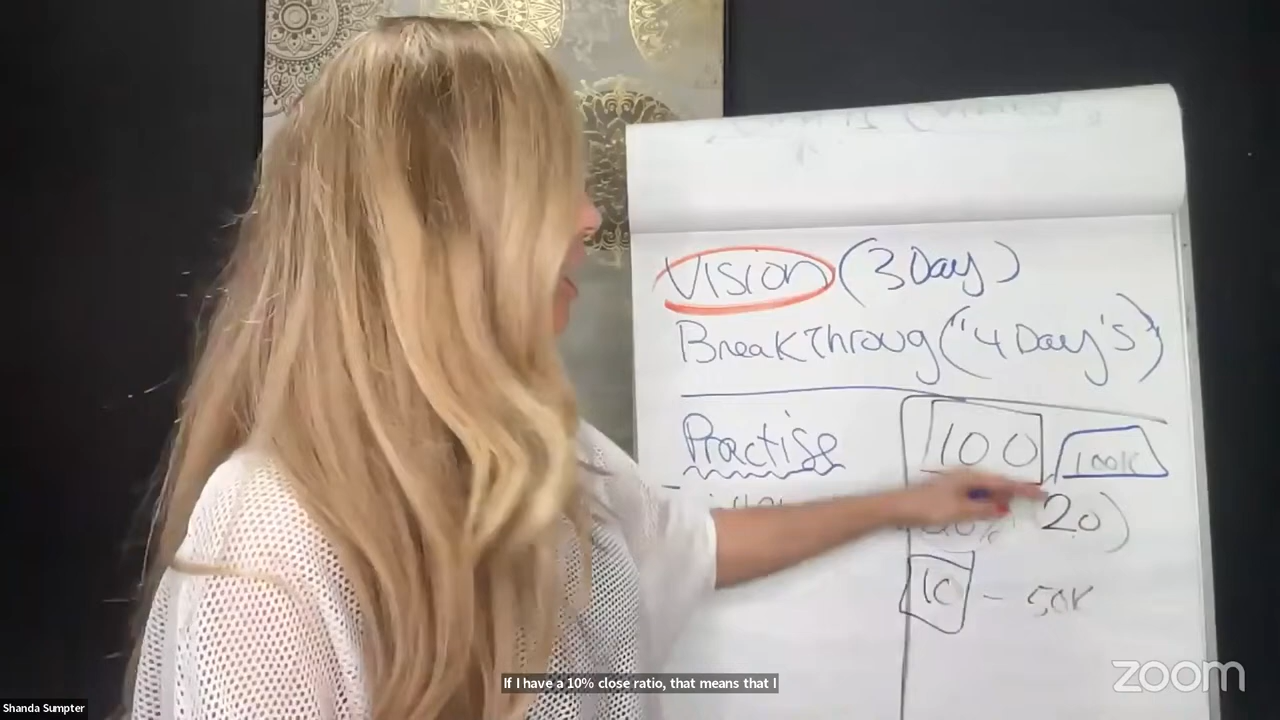 Vision (3 Day)
BreakThroug ("4 Day's")
Practise
100
100K
20)
10 - 50K
If I have a 10% close ratio, that means that I
Shanda Sumpter
zoom